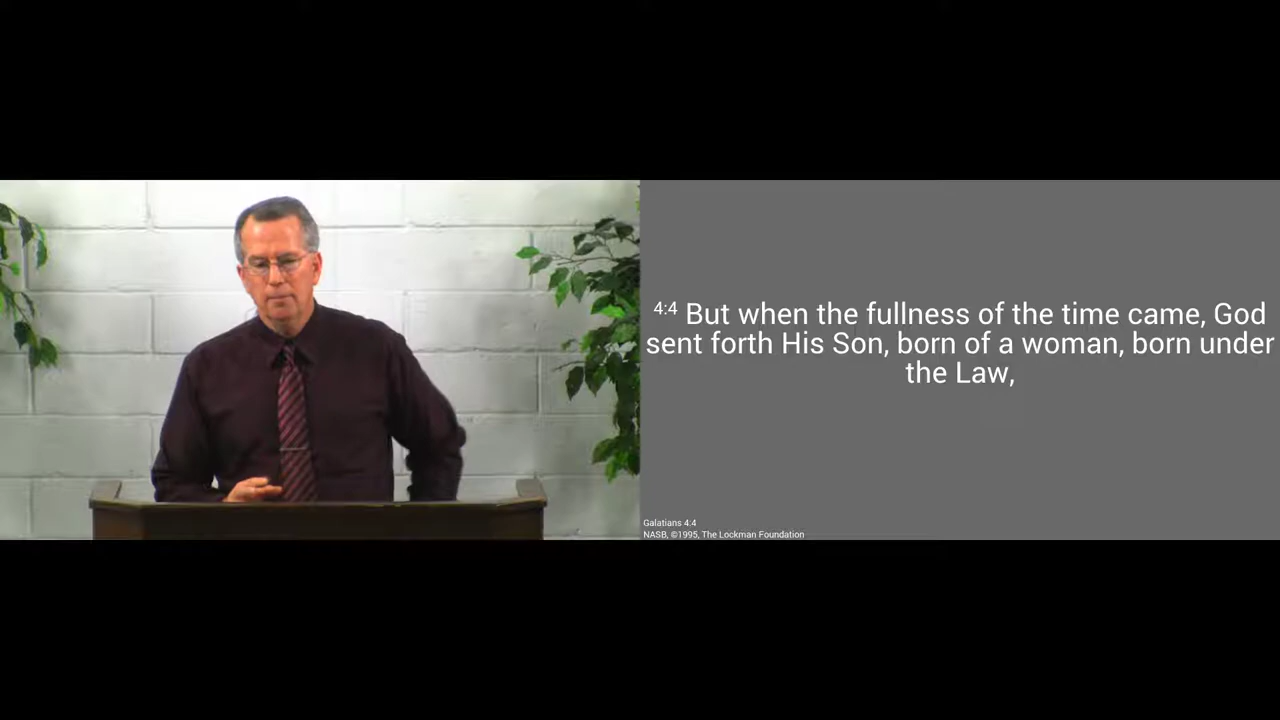 4:4 But when the fullness of the time came, God
sent forth His Son, born of a woman, born under
the Law,
Galatians 4:4
NASB, ©1995, The Lockman Foundation